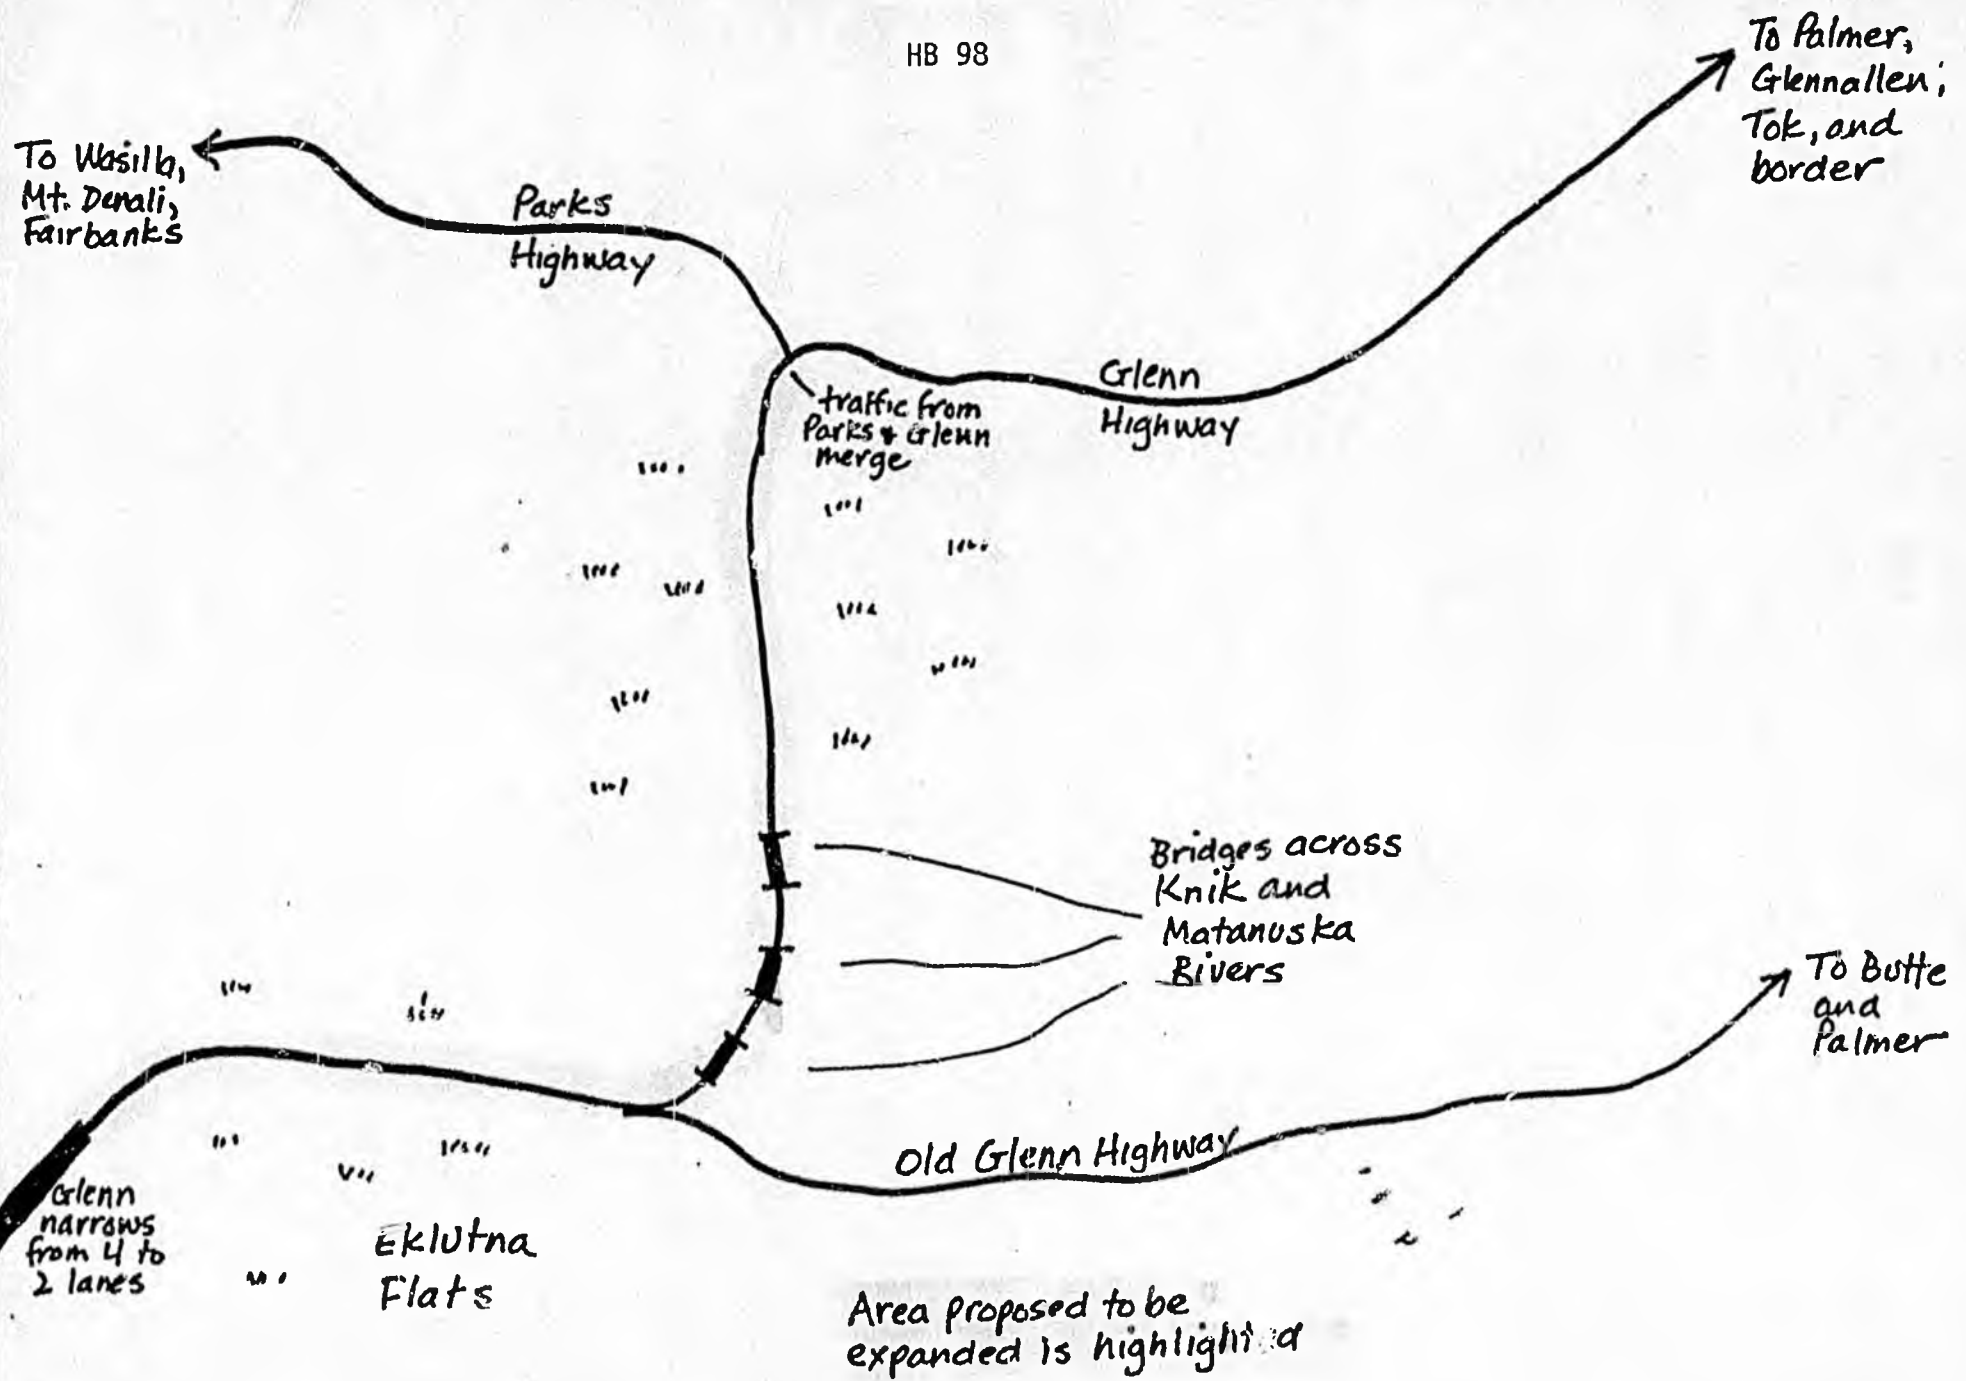 HB 98
To Palmer,
Glennallen,
Tok, and
border
To Wasilla,
Mt. Denali,
Fairbanks
Parks
Highway
Glenn
Highway
traffic from
Parks & Glenn
merge
Bridges across
Knik and
Matanuska
Rivers
To Butte
and
Palmer
Old Glenn Highway
Glenn
narrows
from 4 to
2 lanes
Eklutna
Flats
Area proposed to be
expanded is highlighted